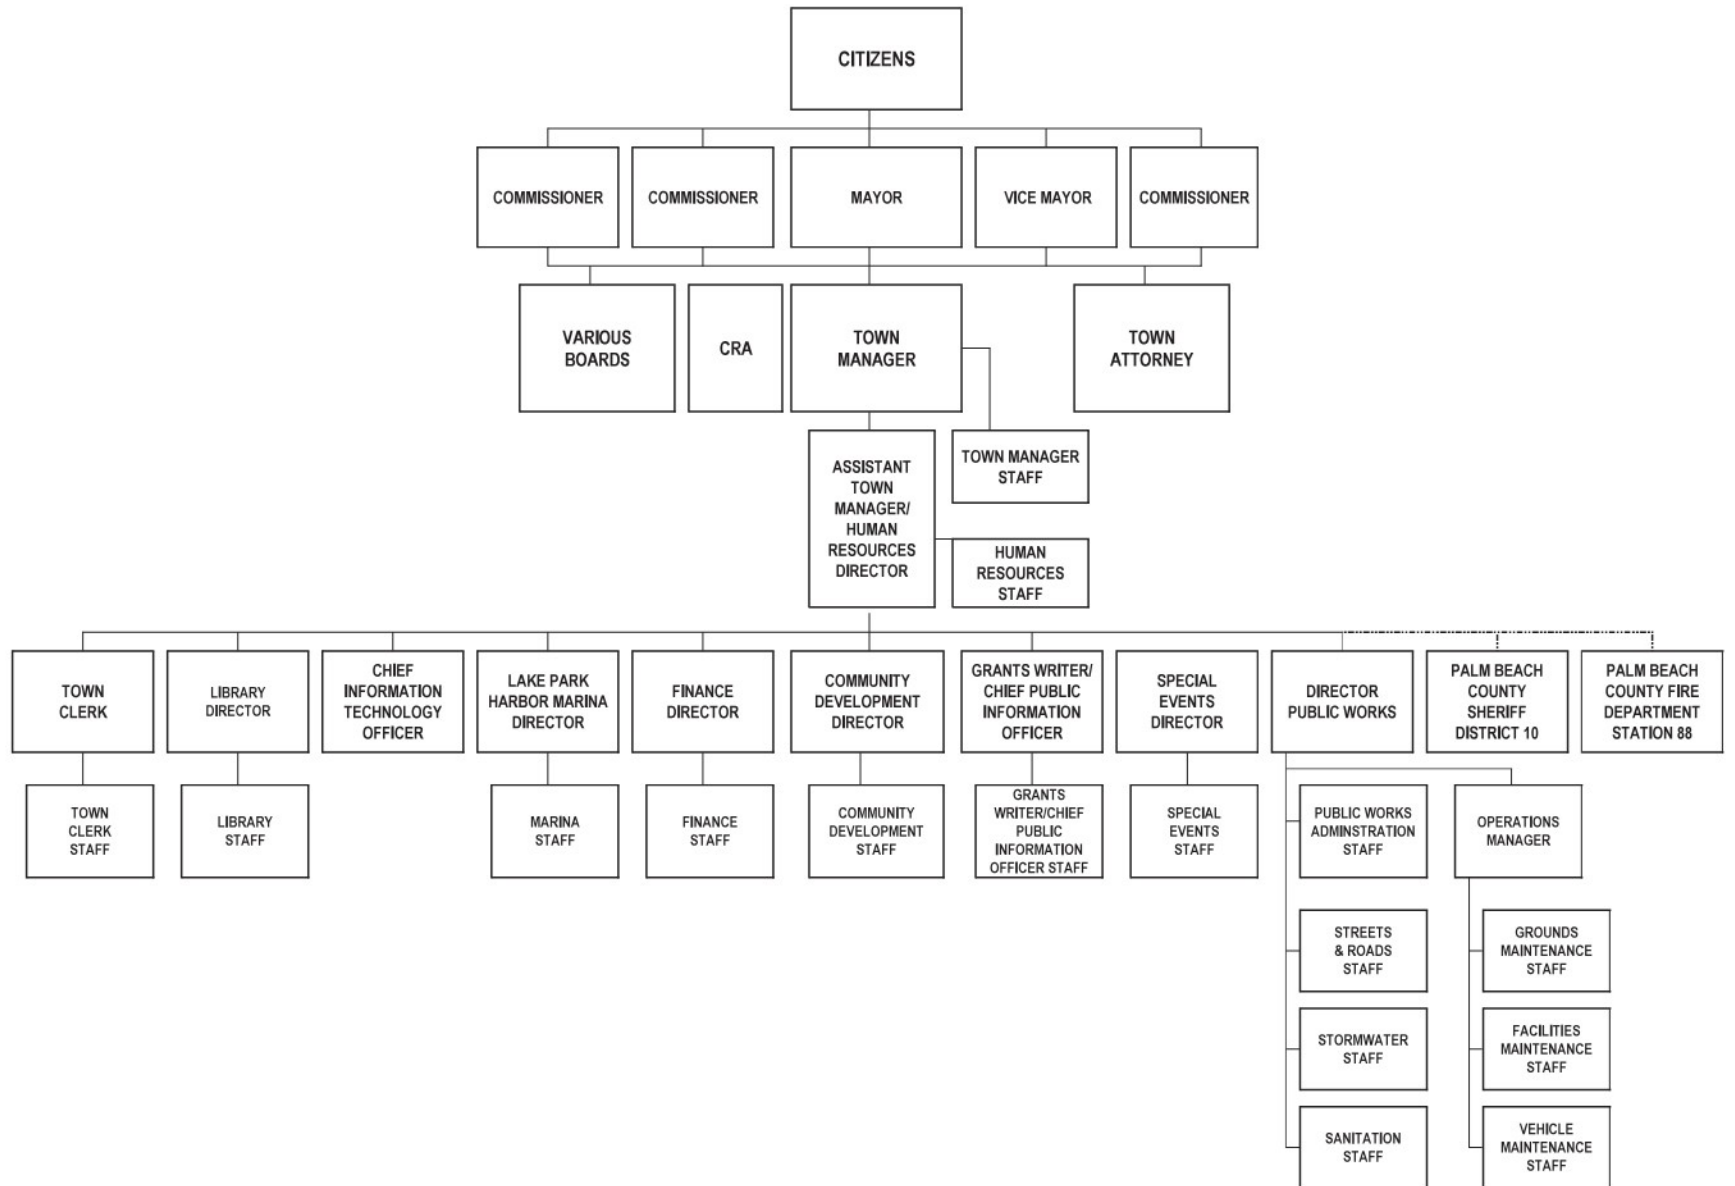 CITIZENS
COMMISSIONER
COMMISSIONER
MAYOR
VICE MAYOR
COMMISSIONER
VARIOUS
BOARDS
CRA
TOWN
MANAGER
TOWN
ATTORNEY
ASSISTANT
TOWN
MANAGER/
HUMAN
RESOURCES
DIRECTOR
TOWN MANAGER
STAFF
HUMAN
RESOURCES
STAFF
TOWN
CLERK
LIBRARY
DIRECTOR
CHIEF
INFORMATION
TECHNOLOGY
OFFICER
LAKE PARK
HARBOR MARINA
DIRECTOR
FINANCE
DIRECTOR
COMMUNITY
DEVELOPMENT
DIRECTOR
GRANTS WRITER/
CHIEF PUBLIC
INFORMATION
OFFICER
SPECIAL
EVENTS
DIRECTOR
DIRECTOR
PUBLIC WORKS
PALM BEACH
COUNTY
SHERIFF
DISTRICT 10
PALM BEACH
COUNTY FIRE
DEPARTMENT
STATION 88
TOWN
CLERK
STAFF
LIBRARY
STAFF
MARINA
STAFF
FINANCE
STAFF
COMMUNITY
DEVELOPMENT
STAFF
GRANTS
WRITER/CHIEF
PUBLIC
INFORMATION
OFFICER STAFF
SPECIAL
EVENTS
STAFF
PUBLIC WORKS
ADMINSTRATION
STAFF
OPERATIONS
MANAGER
STREETS
& ROADS
STAFF
GROUNDS
MAINTENANCE
STAFF
STORMWATER
STAFF
FACILITIES
MAINTENANCE
STAFF
SANITATION
STAFF
VEHICLE
MAINTENANCE
STAFF